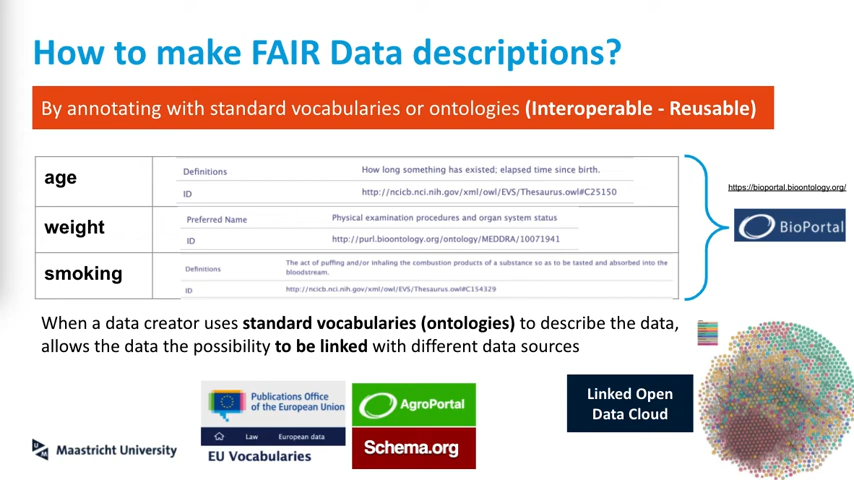 How to make FAIR Data descriptions?
By annotating with standard vocabularies or ontologies (Interoperable - Reusable)
age
Definitions
How long something has existed; elapsed time since birth.
ID
http://ncicb.nci.nih.gov/xml/owl/EVS/Thesaurus.owl#C25150
weight
Preferred Name
Physical examination procedures and organ system status
ID
http://purl.bioontology.org/ontology/MEDDRA/10071941
smoking
Definitions
The act of puffing and/or inhaling the combustion products of a substance so as to be tasted and absorbed into the
bloodstream.
ID
http://ncicb.nci.nih.gov/xml/owl/EVS/Thesaurus.owl#C154329
https://bioportal.bioontology.org/
BioPortal
When a data creator uses standard vocabularies (ontologies) to describe the data,
allows the data the possibility to be linked with different data sources
Publications Office
of the European Union
Law
European data
EU Vocabularies
AgroPortal
Schema.org
Linked Open
Data Cloud
Maastricht University